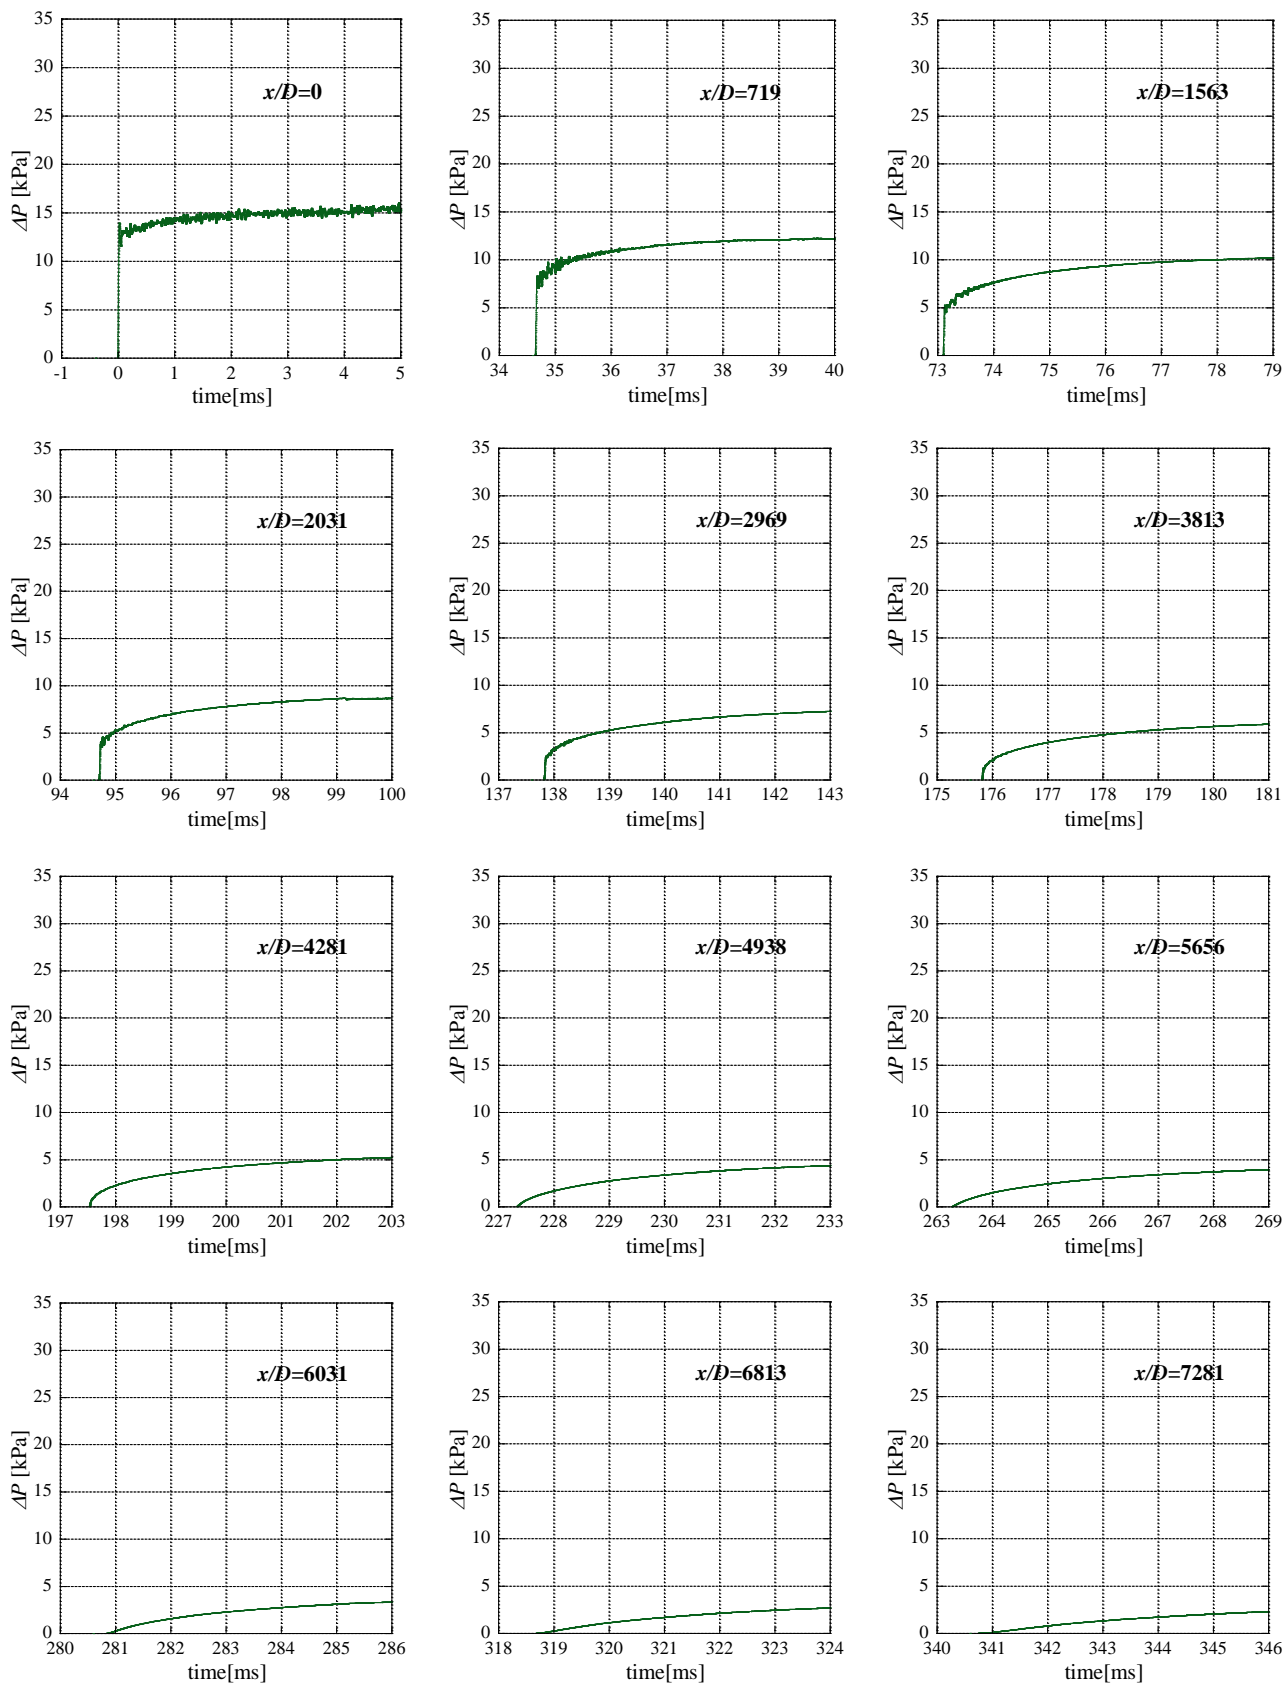 35
30
25
20
15
10
5
0
ΔP [kPa]
x/D=0
-1 0 1 2 3 4 5
time[ms]
35
30
25
20
15
10
5
0
ΔP [kPa]
x/D=719
34 35 36 37 38 39 40
time[ms]
35
30
25
20
15
10
5
0
ΔP [kPa]
x/D=1563
73 74 75 76 77 78 79
time[ms]
35
30
25
20
15
10
5
0
ΔP [kPa]
x/D=2031
94 95 96 97 98 99 100
time[ms]
35
30
25
20
15
10
5
0
ΔP [kPa]
x/D=2969
137 138 139 140 141 142 143
time[ms]
35
30
25
20
15
10
5
0
ΔP [kPa]
x/D=3813
175 176 177 178 179 180 181
time[ms]
35
30
25
20
15
10
5
0
ΔP [kPa]
x/D=4281
197 198 199 200 201 202 203
time[ms]
35
30
25
20
15
10
5
0
ΔP [kPa]
x/D=4938
227 228 229 230 231 232 233
time[ms]
35
30
25
20
15
10
5
0
ΔP [kPa]
x/D=5656
263 264 265 266 267 268 269
time[ms]
35
30
25
20
15
10
5
0
ΔP [kPa]
x/D=6031
280 281 282 283 284 285 286
time[ms]
35
30
25
20
15
10
5
0
ΔP [kPa]
x/D=6813
318 319 320 321 322 323 324
time[ms]
35
30
25
20
15
10
5
0
ΔP [kPa]
x/D=7281
340 341 342 343 344 345 346
time[ms]